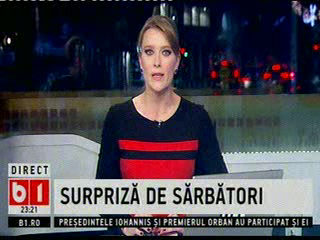 DIRECT
b1
23:21
SURPRIZĂ DE SĂRBĂTORI
B1.RO
PREȘEDINTELE IOHANNIS ȘI PREMIERUL ORBAN AU PARTICIPAT ȘI EI